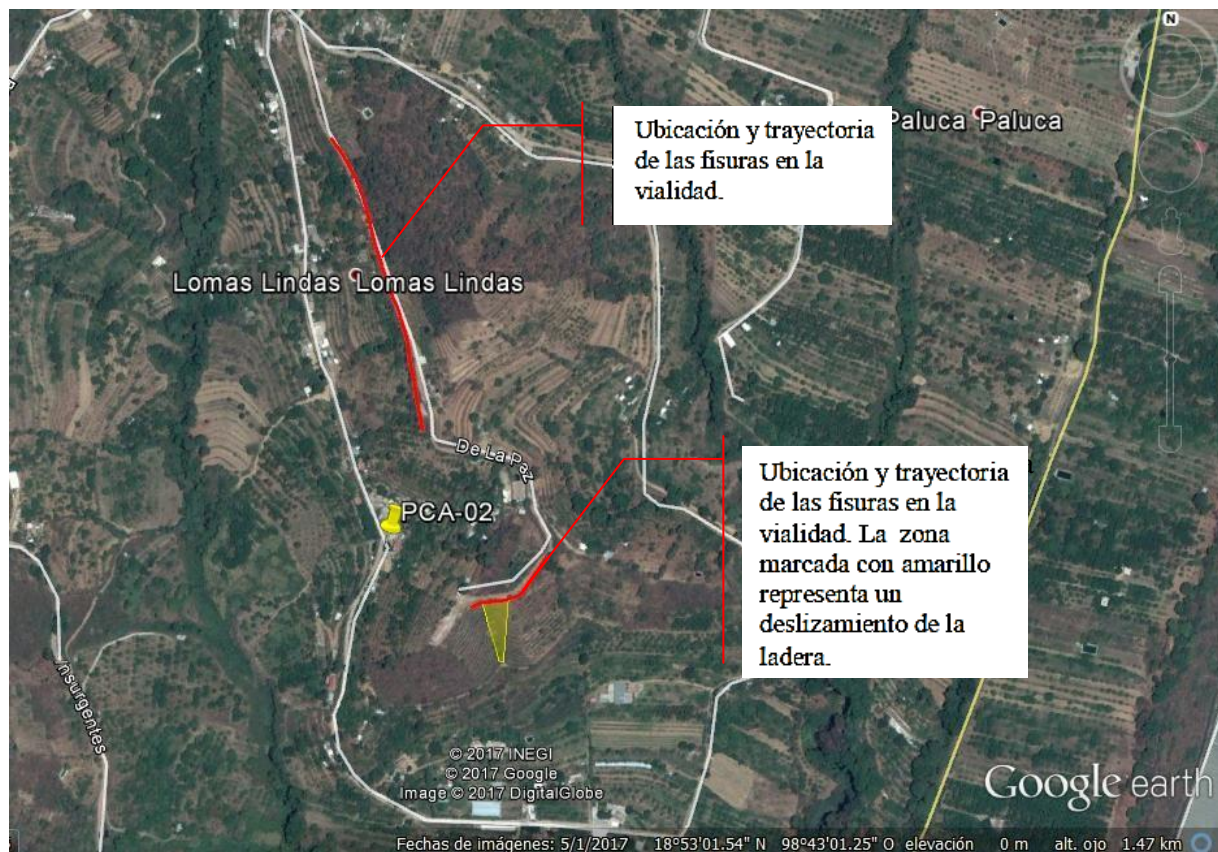 N
Ubicación y trayectoria
de las fisuras en la
vialidad.
Paluca Paluca
Lomas Lindas Lomas Lindas
De La Paz
PCA-02
Ubicación y trayectoria
de las fisuras en la
vialidad. La zona
marcada con amarillo
representa un
deslizamiento de la
ladera.
Insurgentes
© 2017 INEGI
© 2017 Google
Image © 2017 DigitalGlobe
Google earth
Fechas de imágenes: 5/1/2017 18°53'01.54" N 98°43'01.25" O elevación 0 m alt. ojo 1.47 km